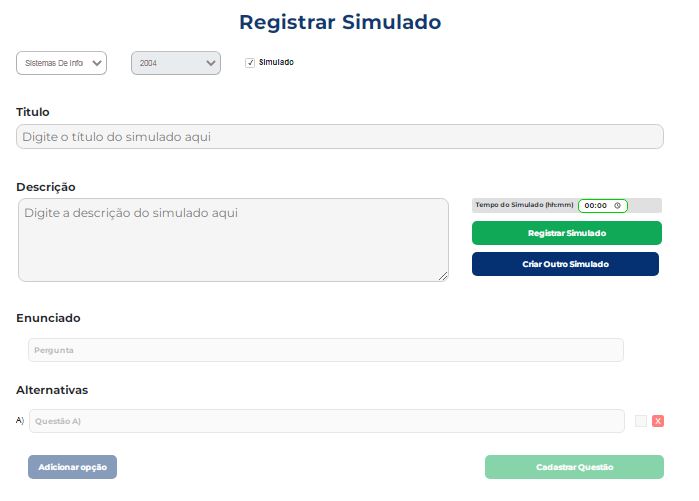 Registrar Simulado
Sistemas De Info
2004
Simulado
Titulo
Digite o título do simulado aqui
Descrição
Digite a descrição do simulado aqui
Tempo do Simulado (hh:mm) 00:00
Registrar Simulado
Criar Outro Simulado
Enunciado
Pergunta
Alternativas
A) Questão A) X
Adicionar opção
Cadastrar Questão